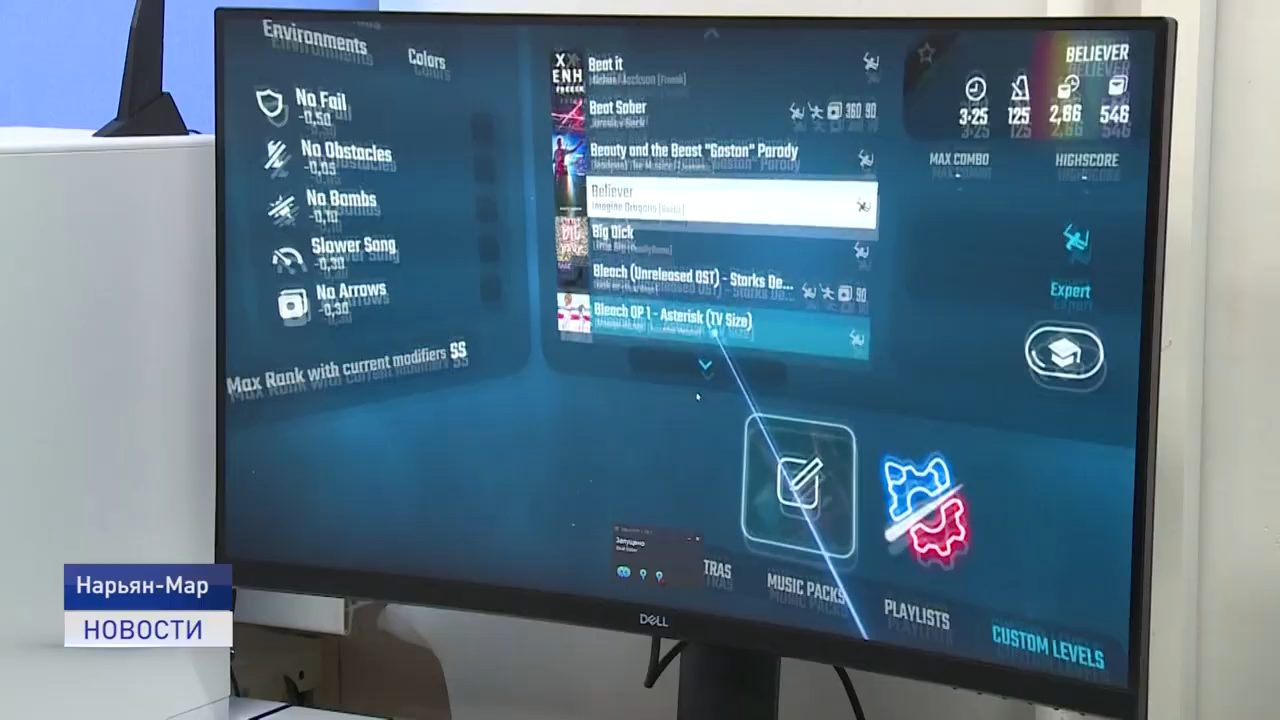 Environments
Colors
No Fail
-0,50
No Obstacles
-0,05
No Bombs
-0,10
Slower Song
-0,30
No Arrows
-0,30
Max Rank with current modifiers SS
Beat it
Beat Saber
Jaroslav Beck
360 90
Beauty and the Beast "Gaston" Parody
Believer
Imagine Dragons
Big Dick
Bleach (Unreleased OST) - Starks De...
90
Bleach OP 1 - Asterisk (TV Size)
BELIEVER
3:25 125 2,66 546
MAX COMBO
HIGHSCORE
-
-
Expert
Запущено
MUSIC PACKS
PLAYLISTS
CUSTOM LEVELS
DELL
Нарьян-Мар
НОВОСТИ